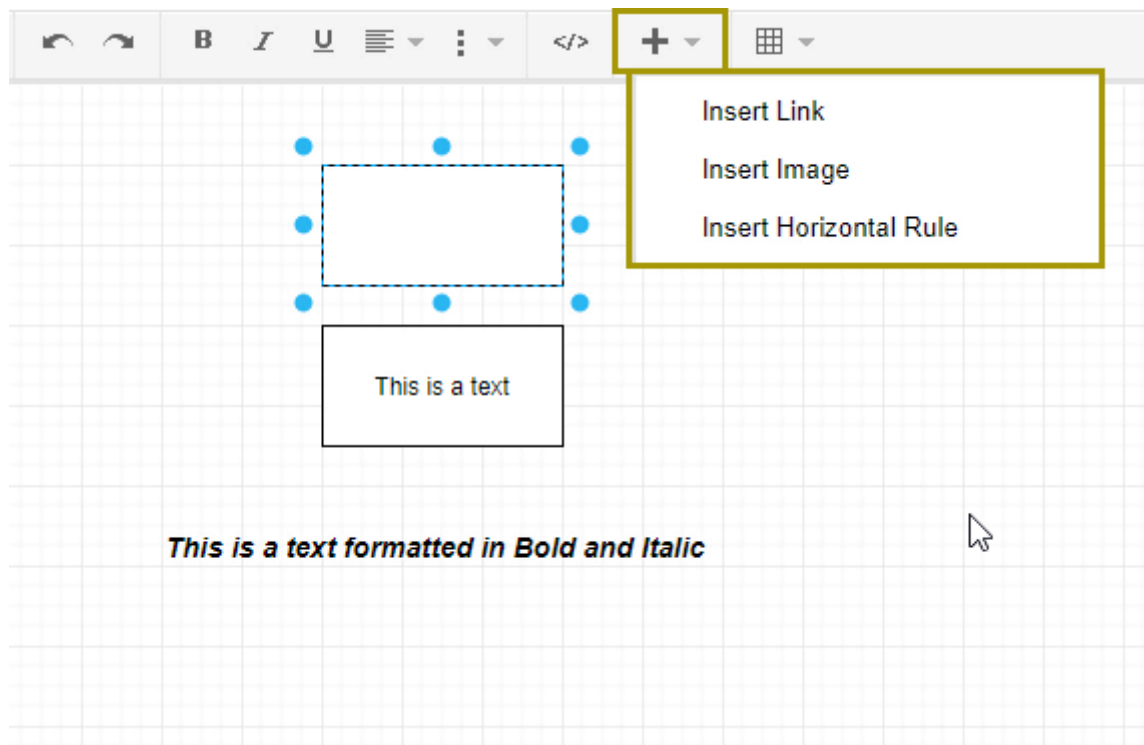 B I U </>
Insert Link
Insert Image
Insert Horizontal Rule
This is a text
This is a text formatted in Bold and Italic